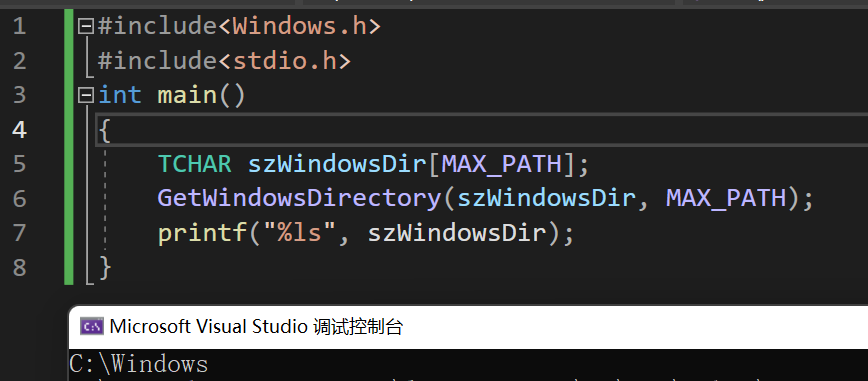 1 #include<Windows.h>
2 #include<stdio.h>
3 int main()
4 {
5 TCHAR szWindowsDir[MAX_PATH];
6 GetWindowsDirectory(szWindowsDir, MAX_PATH);
7 printf("%ls", szWindowsDir);
8 }
C:\ Microsoft Visual Studio 调试控制台
C:\Windows